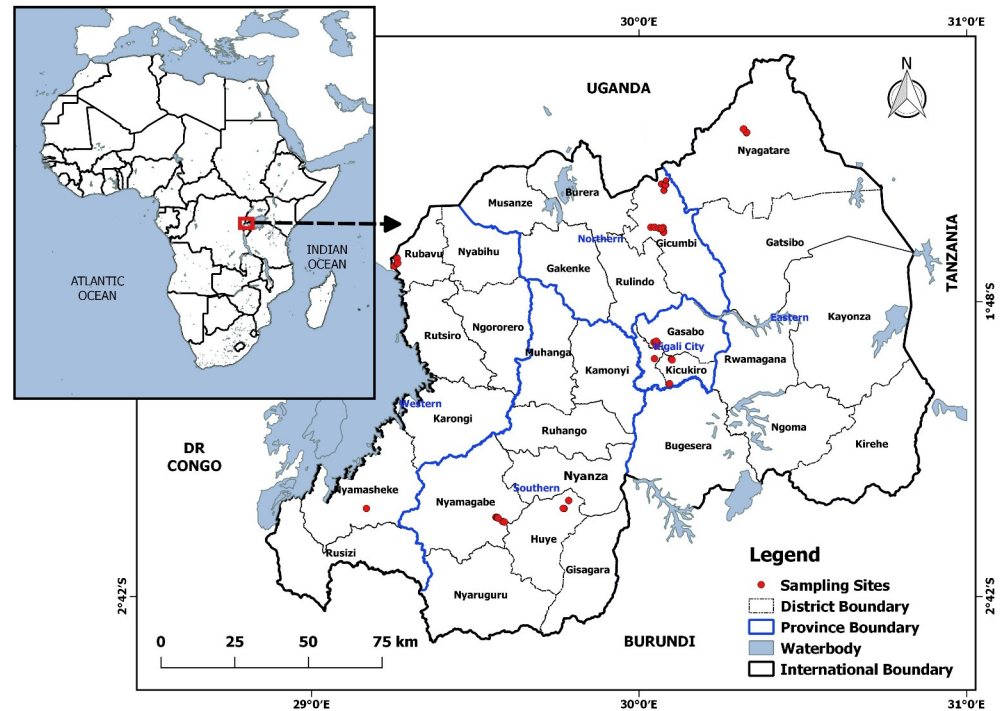 30°0'E
31°0'E
UGANDA
N
Nyagatare
Burera
Musanze
Northern
Gicumbi
Gatsibo
TANZANIA
INDIAN
OCEAN
ATLANTIC
OCEAN
Rubavu
Nyabihu
Gakenke
Rulindo
1°48'S
Eastern
Kayonza
Rutsiro
Ngororero
Gasabo
Kigali City
Muhanga
Rwamagana
Kamonyi
Kicukiro
Western
Karongi
Ruhango
Ngoma
Bugesera
Kirehe
DR
CONGO
Nyanza
Nyamasheke
Nyamagabe
Southern
Huye
Rusizi
Gisagara
Nyaruguru
BURUNDI
Legend
Sampling Sites
District Boundary
Province Boundary
Waterbody
International Boundary
2°42'S
2°42'S
0 25 50 75 km
29°0'E
30°0'E
31°0'E